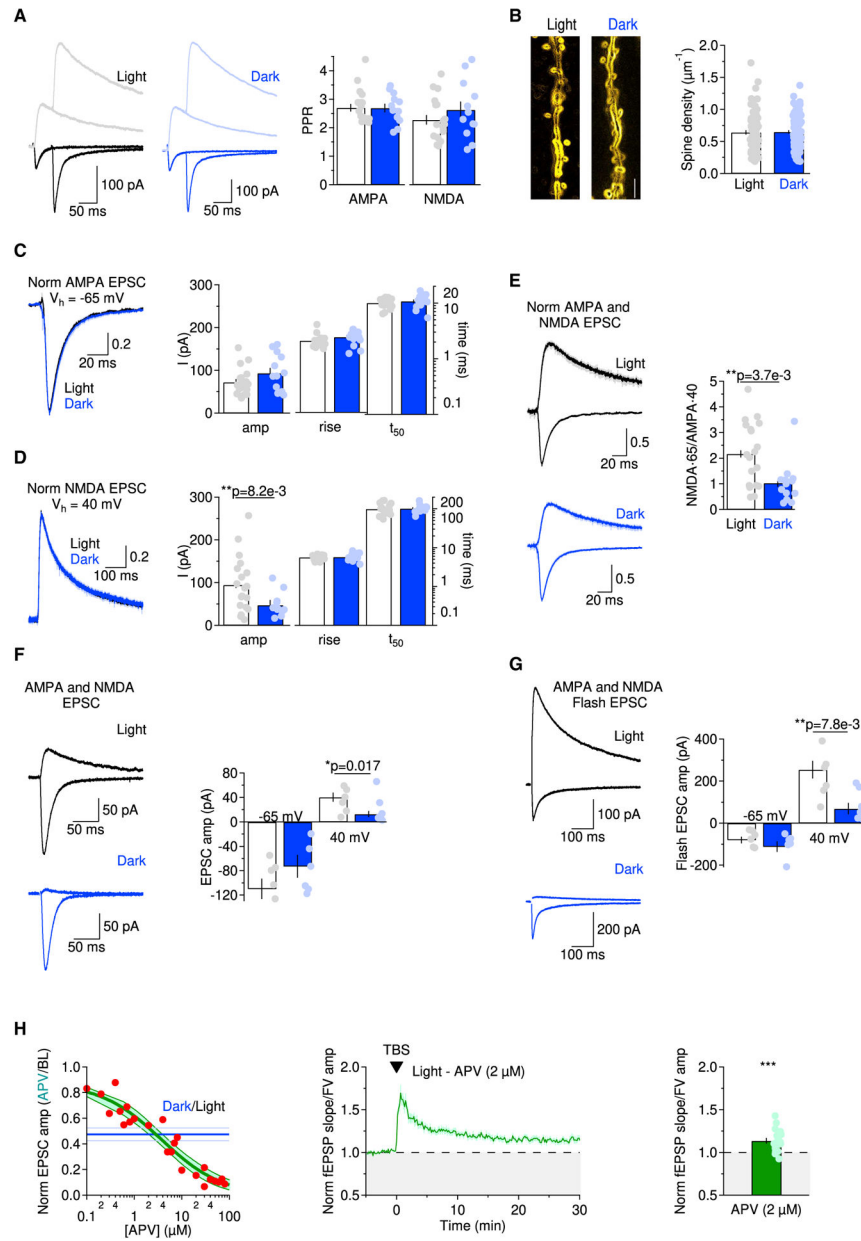 A
Light
Dark
100 pA
50 ms
100 pA
50 ms
PPR
4
3
2
1
0
AMPA
NMDA
B
Light
Dark
Spine density (µm⁻¹)
2.0
1.5
1.0
0.5
0.0
Light
Dark
C
Norm AMPA EPSC
Vₕ = -65 mV
0.2
20 ms
Light
Dark
I (pA)
300
200
100
0
20
10
1
0.1
time (ms)
amp
rise
t₅₀
D
Norm NMDA EPSC
Vₕ = 40 mV
Light
Dark
0.2
100 ms
**p=8.2e-3
I (pA)
300
200
100
0
200
100
10
1
0.1
time (ms)
amp
rise
t₅₀
E
Norm AMPA and
NMDA EPSC
Light
0.5
20 ms
Dark
0.5
20 ms
**p=3.7e-3
NMDA-65/AMPA-40
5
4
3
2
1
0
Light
Dark
F
AMPA and NMDA
EPSC
Light
50 pA
50 ms
Dark
50 pA
50 ms
*p=0.017
EPSC amp (pA)
80
40
0
-40
-80
-120
-65 mV
40 mV
G
AMPA and NMDA
Flash EPSC
Light
100 pA
100 ms
Dark
200 pA
100 ms
**p=7.8e-3
Flash EPSC amp (pA)
400
200
0
-200
-65 mV
40 mV
H
Norm EPSC amp (APV/BL)
1.0
0.8
0.6
0.4
0.2
0.0
Dark/Light
0.1
2
4
1
2
4
10
2
4
100
[APV] (µM)
TBS
Light - APV (2 µM)
Norm fEPSP slope/FV amp
2.0
1.5
1.0
0.5
0
10
20
30
Time (min)
***
Norm fEPSP slope/FV amp
2.0
1.5
1.0
0.5
APV (2 µM)